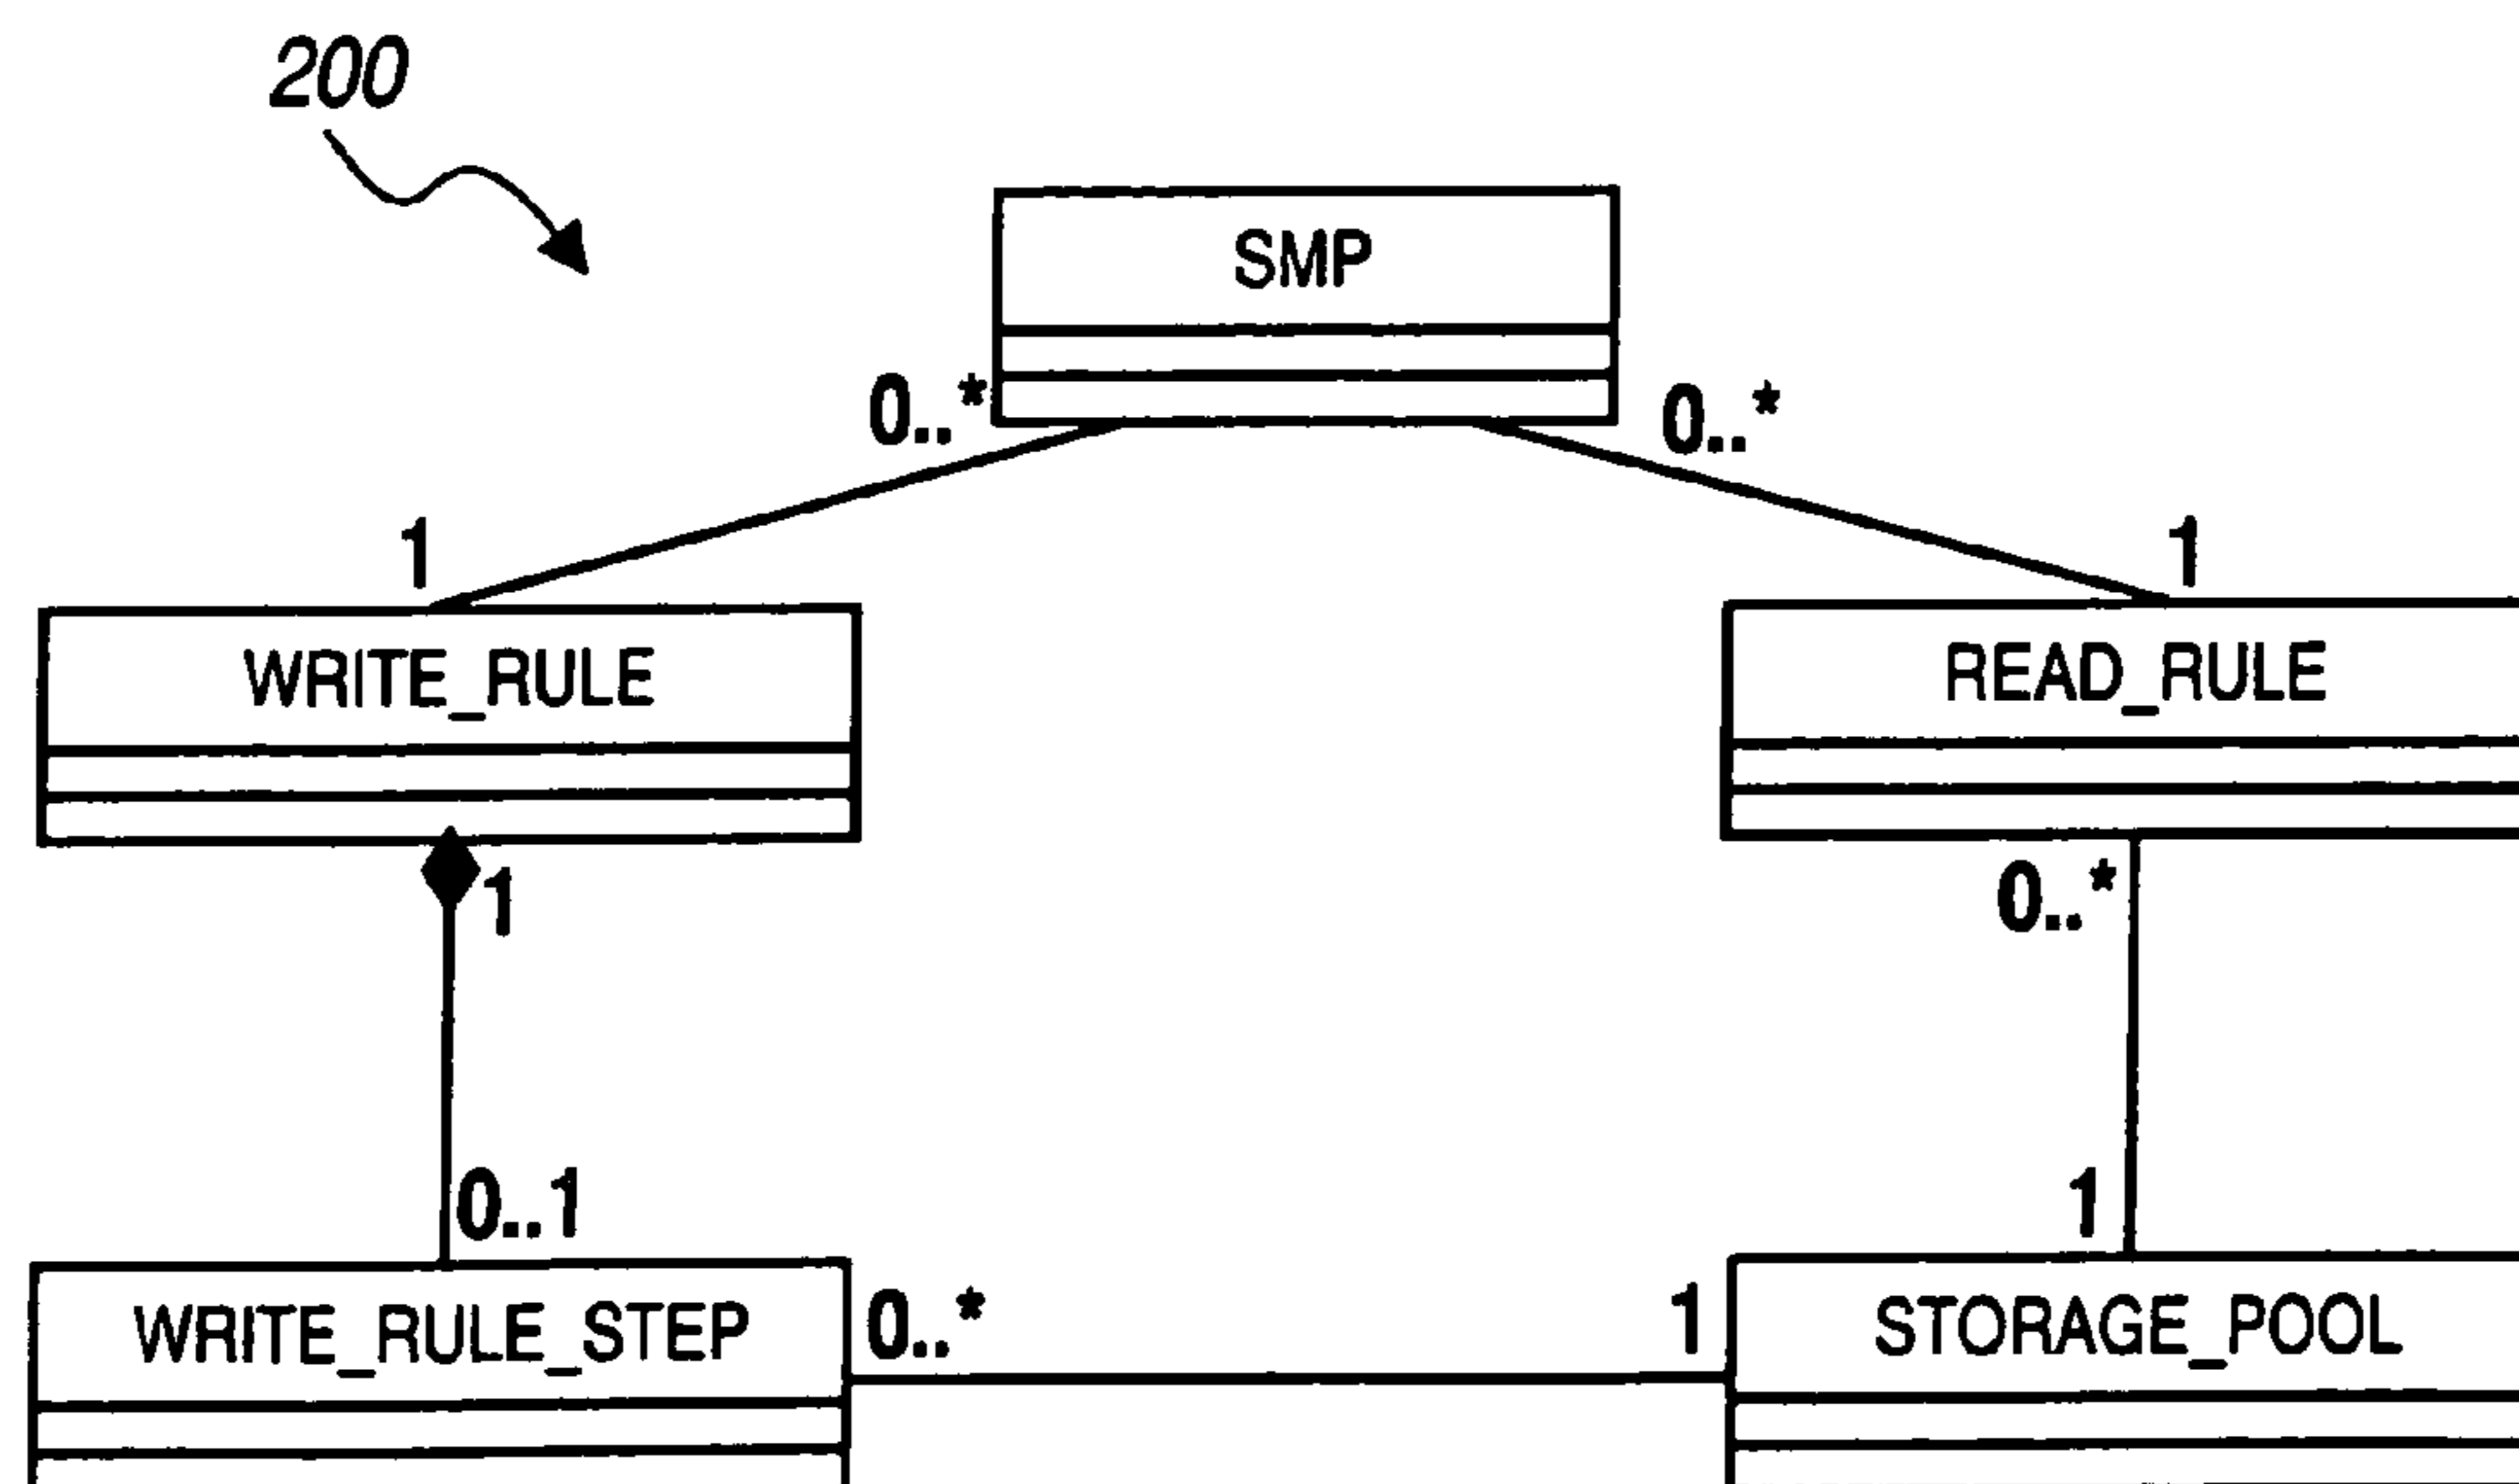 200
SMP
0..*
0..*
1
1
WRITE_RULE
READ_RULE
1
0..*
0..1
1
WRITE_RULE_STEP
0..*
1
STORAGE_POOL